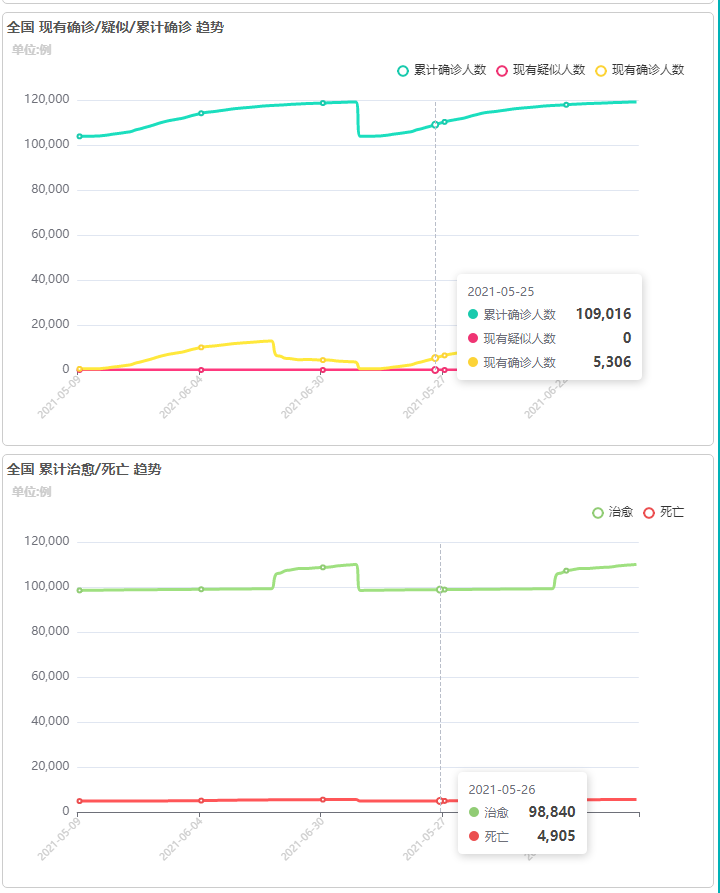 全国 现有确诊/疑似/累计确诊 趋势
单位:例
累计确诊人数 现有疑似人数 现有确诊人数
120,000
100,000
80,000
60,000
40,000
20,000
0
2021-05-09 2021-06-04 2021-06-30 2021-05-27
2021-05-25
累计确诊人数 109,016
现有疑似人数 0
现有确诊人数 5,306
全国 累计治愈/死亡 趋势
单位:例
治愈 死亡
120,000
100,000
80,000
60,000
40,000
20,000
0
2021-05-09 2021-06-04 2021-06-30 2021-05-27
2021-05-26
治愈 98,840
死亡 4,905